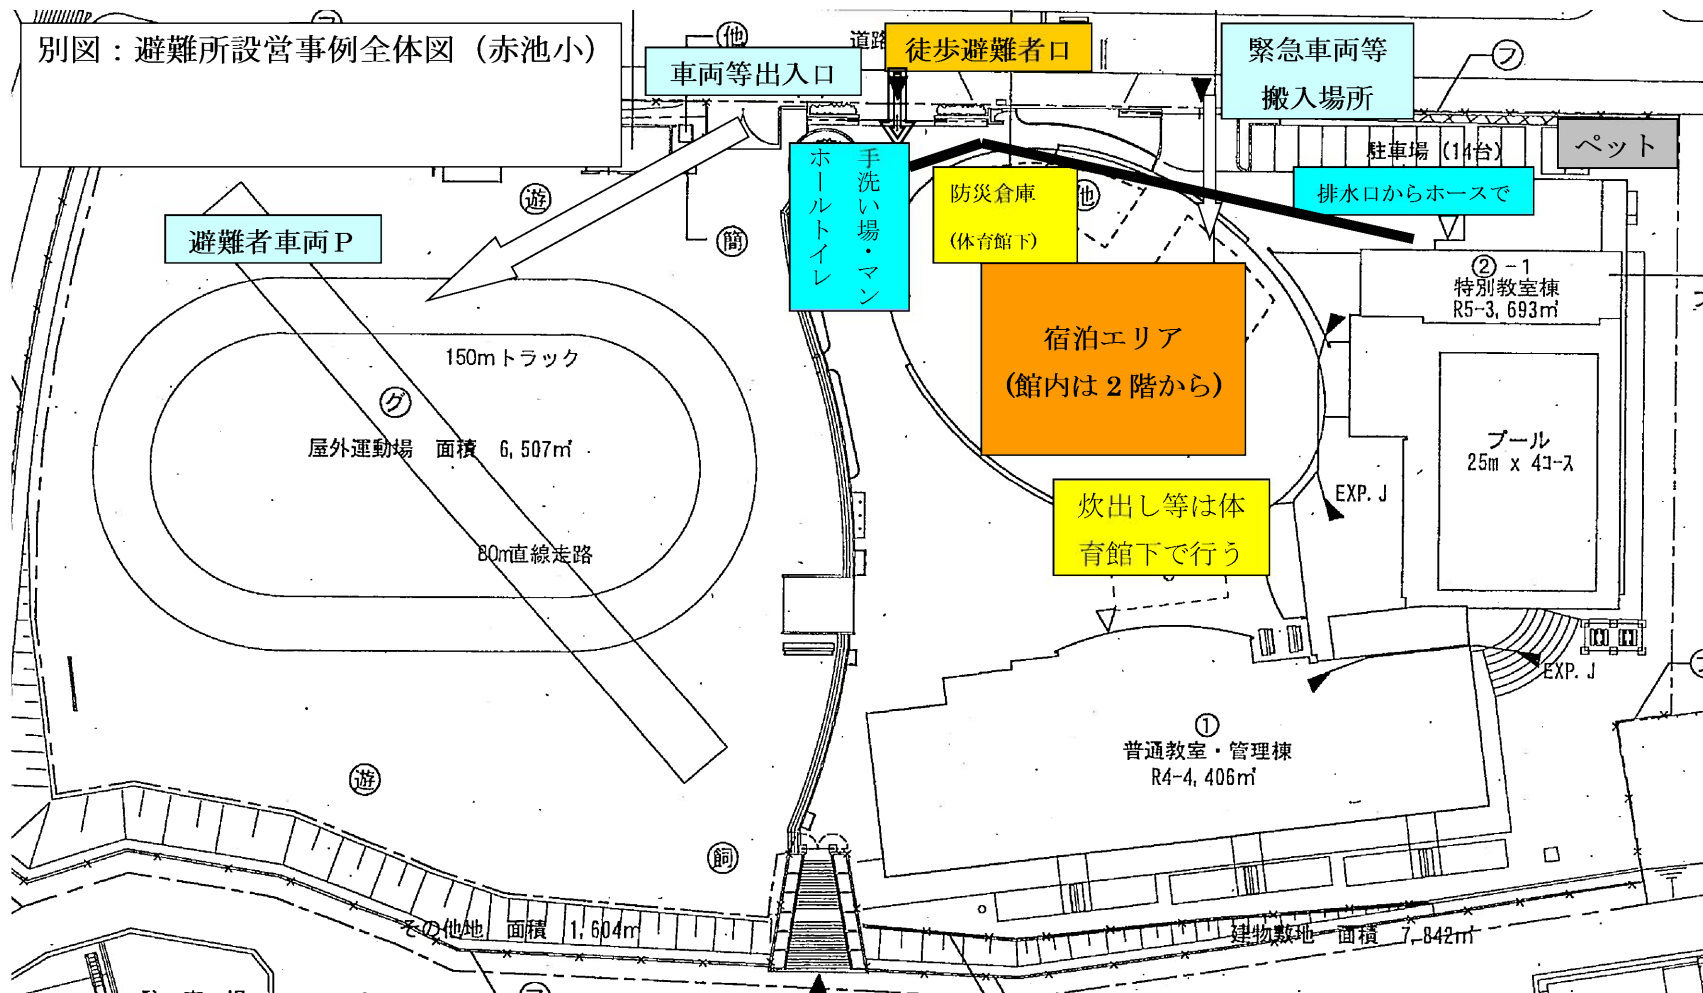 別図：避難所設営事例全体図（赤池小）
他
道路
車両等出入口
徒歩避難者口
緊急車両等
搬入場所
フ
駐車場（14台）
ペット
手洗い場・マン
ホールトイレ
防災倉庫
(体育館下)
他
排水口からホースで
遊
簡
避難者車両Ｐ
②-1
特別教室棟
R5-3,693㎡
宿泊エリア
(館内は２階から)
150mトラック
グ
屋外運動場　面積　6,507㎡
プール
25m x 4コース
EXP.J
炊出し等は体
育館下で行う
80m直線走路
EXP.J
①
普通教室・管理棟
R4-4,406㎡
遊
飼
その他地　面積　1,604㎡
建物敷地　面積　7,842㎡